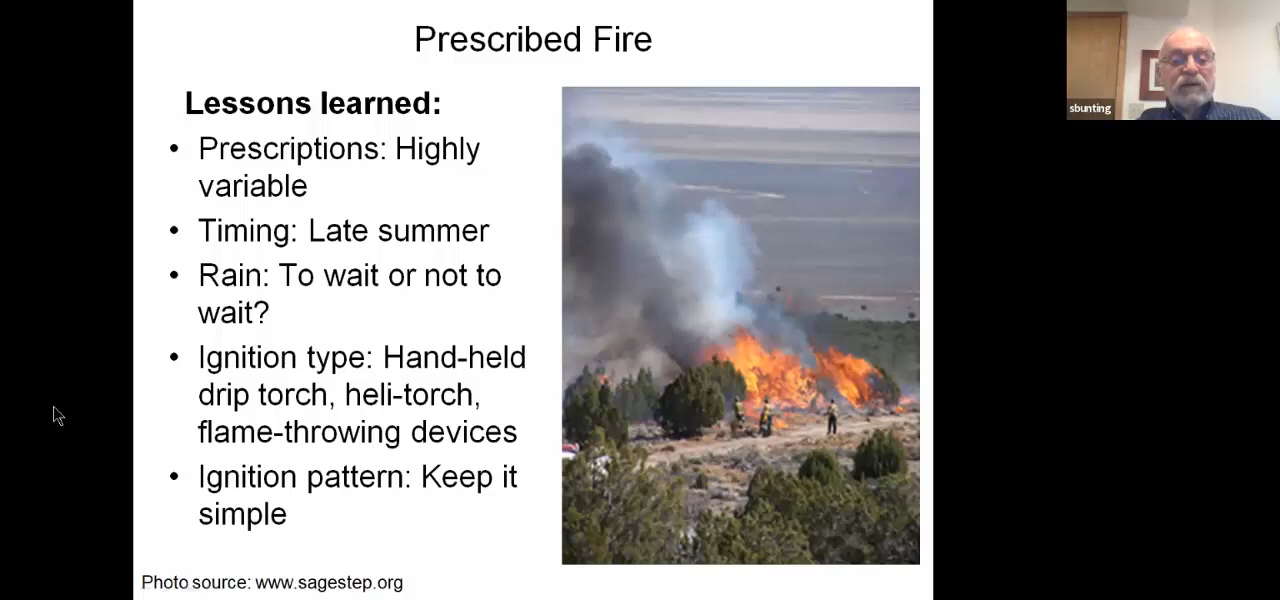 Prescribed Fire
Lessons learned:
• Prescriptions: Highly
variable
• Timing: Late summer
• Rain: To wait or not to
wait?
• Ignition type: Hand-held
drip torch, heli-torch,
flame-throwing devices
• Ignition pattern: Keep it
simple
Photo source: www.sagestep.org
sbunting